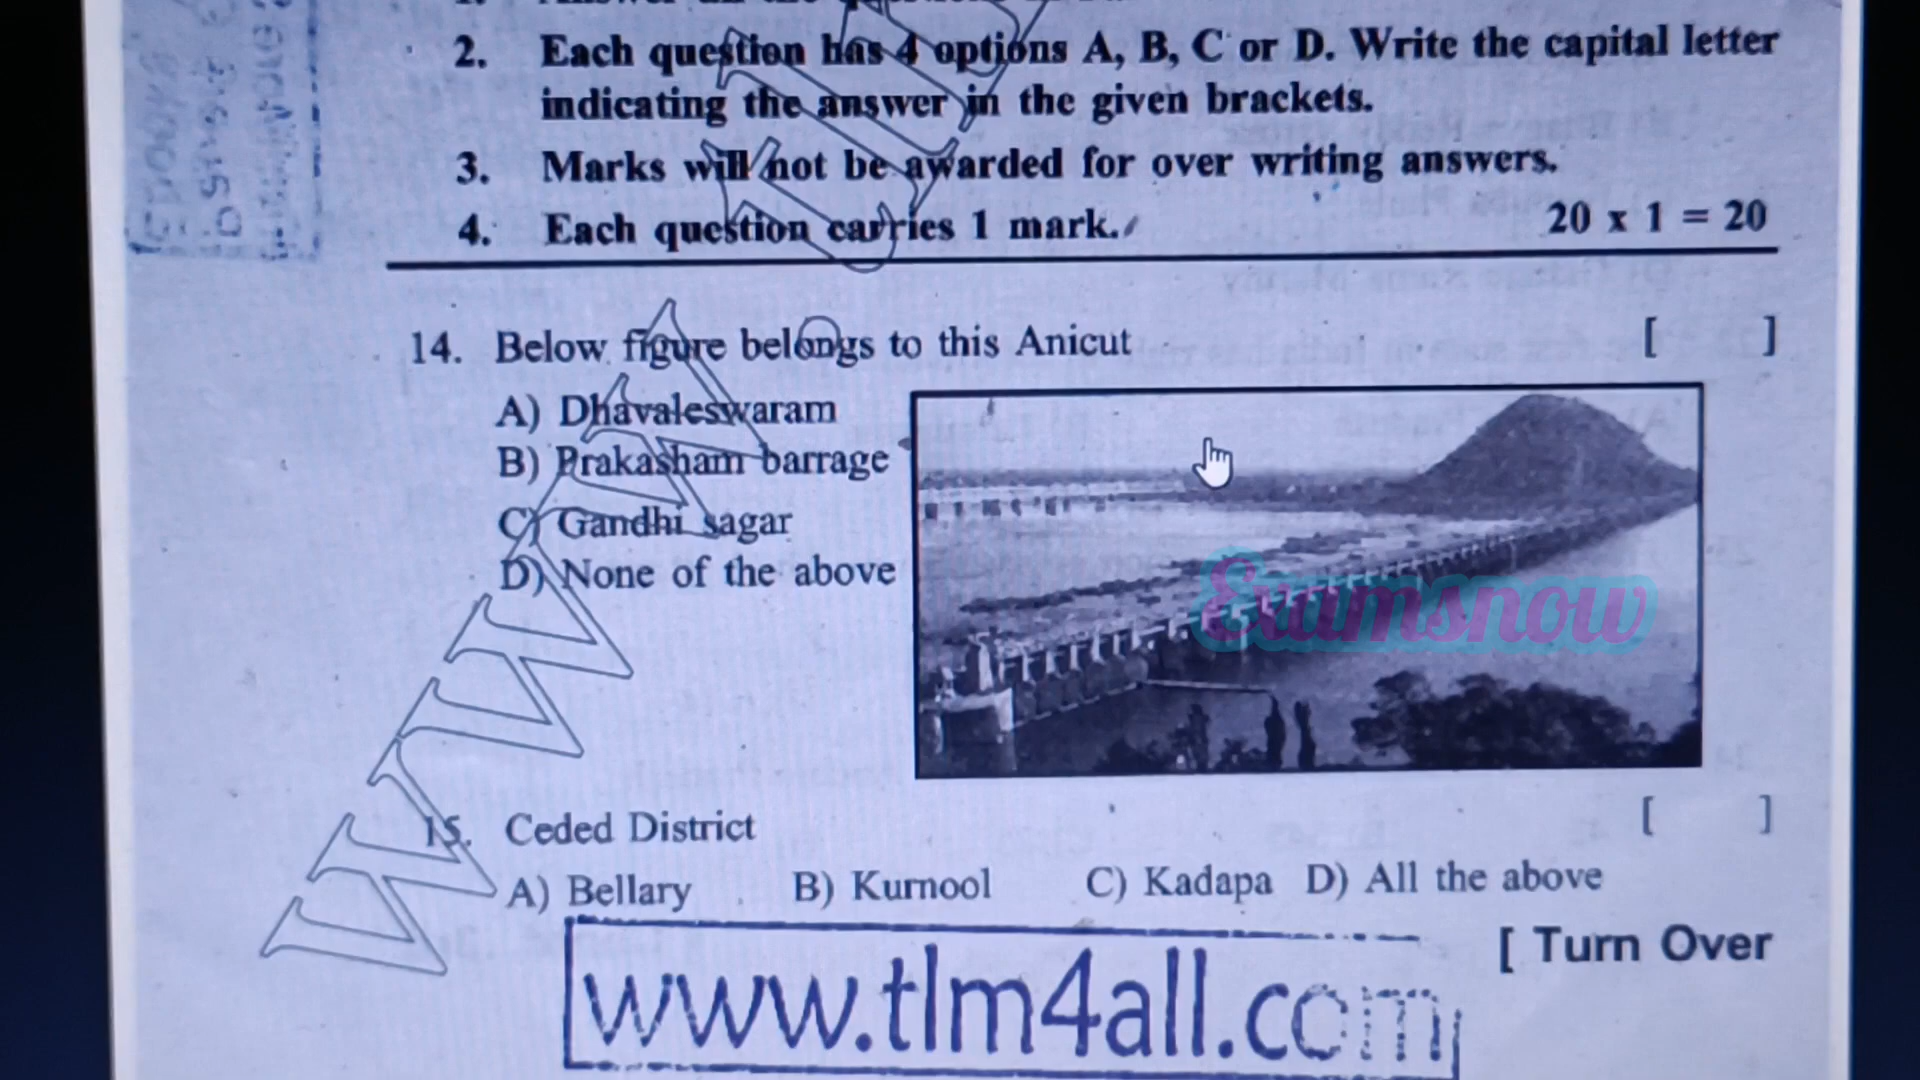 2. Each question has 4 options A, B, C or D. Write the capital letter
indicating the answer in the given brackets.
3. Marks will not be awarded for over writing answers.
4. Each question carries 1 mark. 20 x 1 = 20
14. Below figure belongs to this Anicut [ ]
A) Dhavaleswaram
B) Prakasham barrage
C) Gandhi sagar
D) None of the above
Examsnow
15. Ceded District [ ]
A) Bellary B) Kurnool C) Kadapa D) All the above
[ Turn Over
www.tlm4all.com